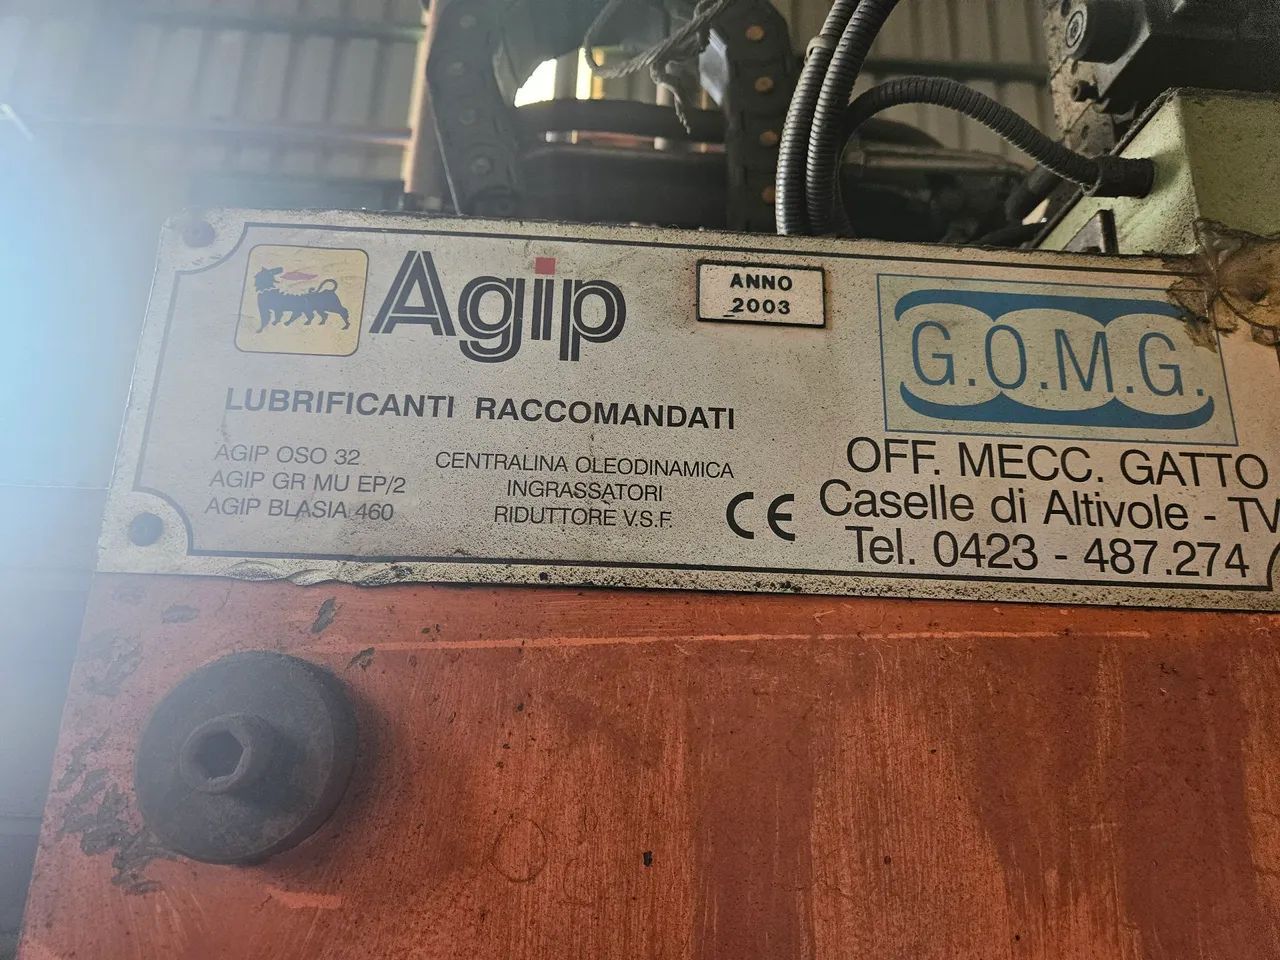 Agip
ANNO
2003
G.O.M.G.
LUBRIFICANTI RACCOMANDATI
AGIP OSO 32 CENTRALINA OLEODINAMICA
AGIP GR MU EP/2 INGRASSATORI
AGIP BLASIA 460 RIDUTTORE V.S.F.
CE
OFF. MECC. GATTO
Caselle di Altivole - TV
Tel. 0423 - 487.274